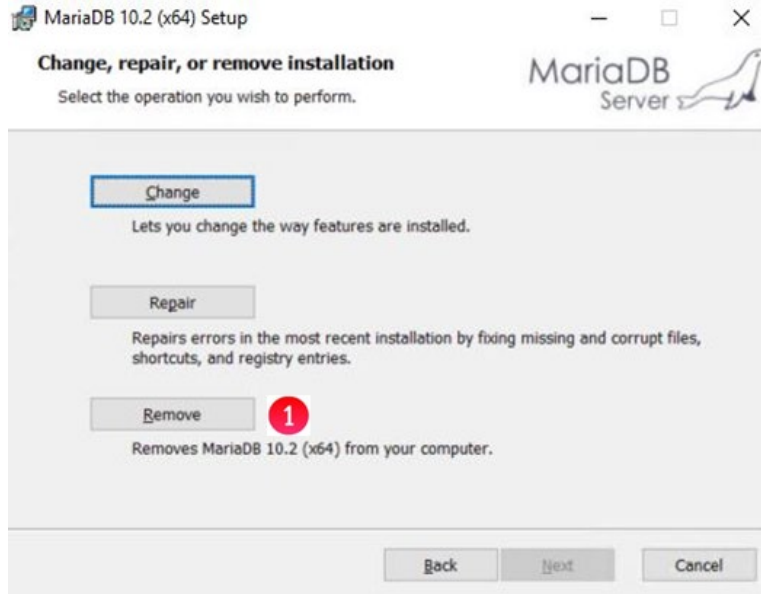 MariaDB 10.2 (x64) Setup
Change, repair, or remove installation
Select the operation you wish to perform.
MariaDB
Server
Change
Lets you change the way features are installed.
Repair
Repairs errors in the most recent installation by fixing missing and corrupt files,
shortcuts, and registry entries.
Remove
1
Removes MariaDB 10.2 (x64) from your computer.
Back
Next
Cancel